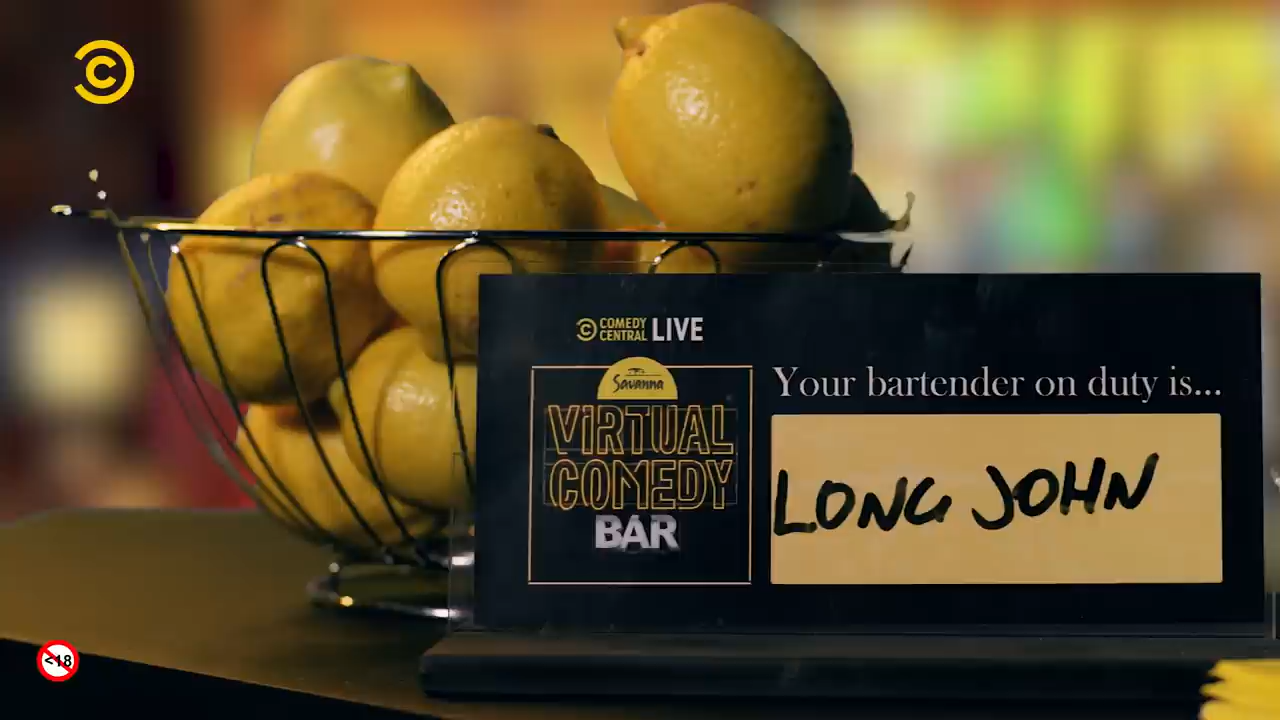 COMEDY
CENTRAL LIVE
Savanna
VIRTUAL
COMEDY
BAR
Your bartender on duty is...
LONG JOHN
<18